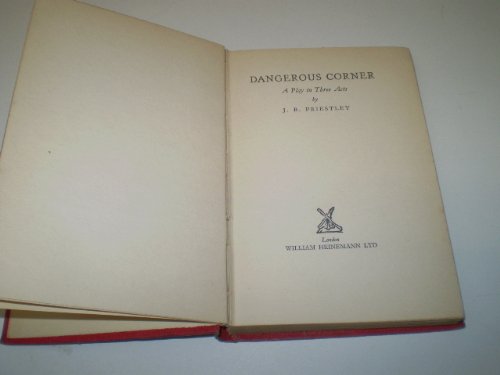 DANGEROUS CORNER
A Play in Three Acts
by
J. B. PRIESTLEY
London
WILLIAM HEINEMANN LTD